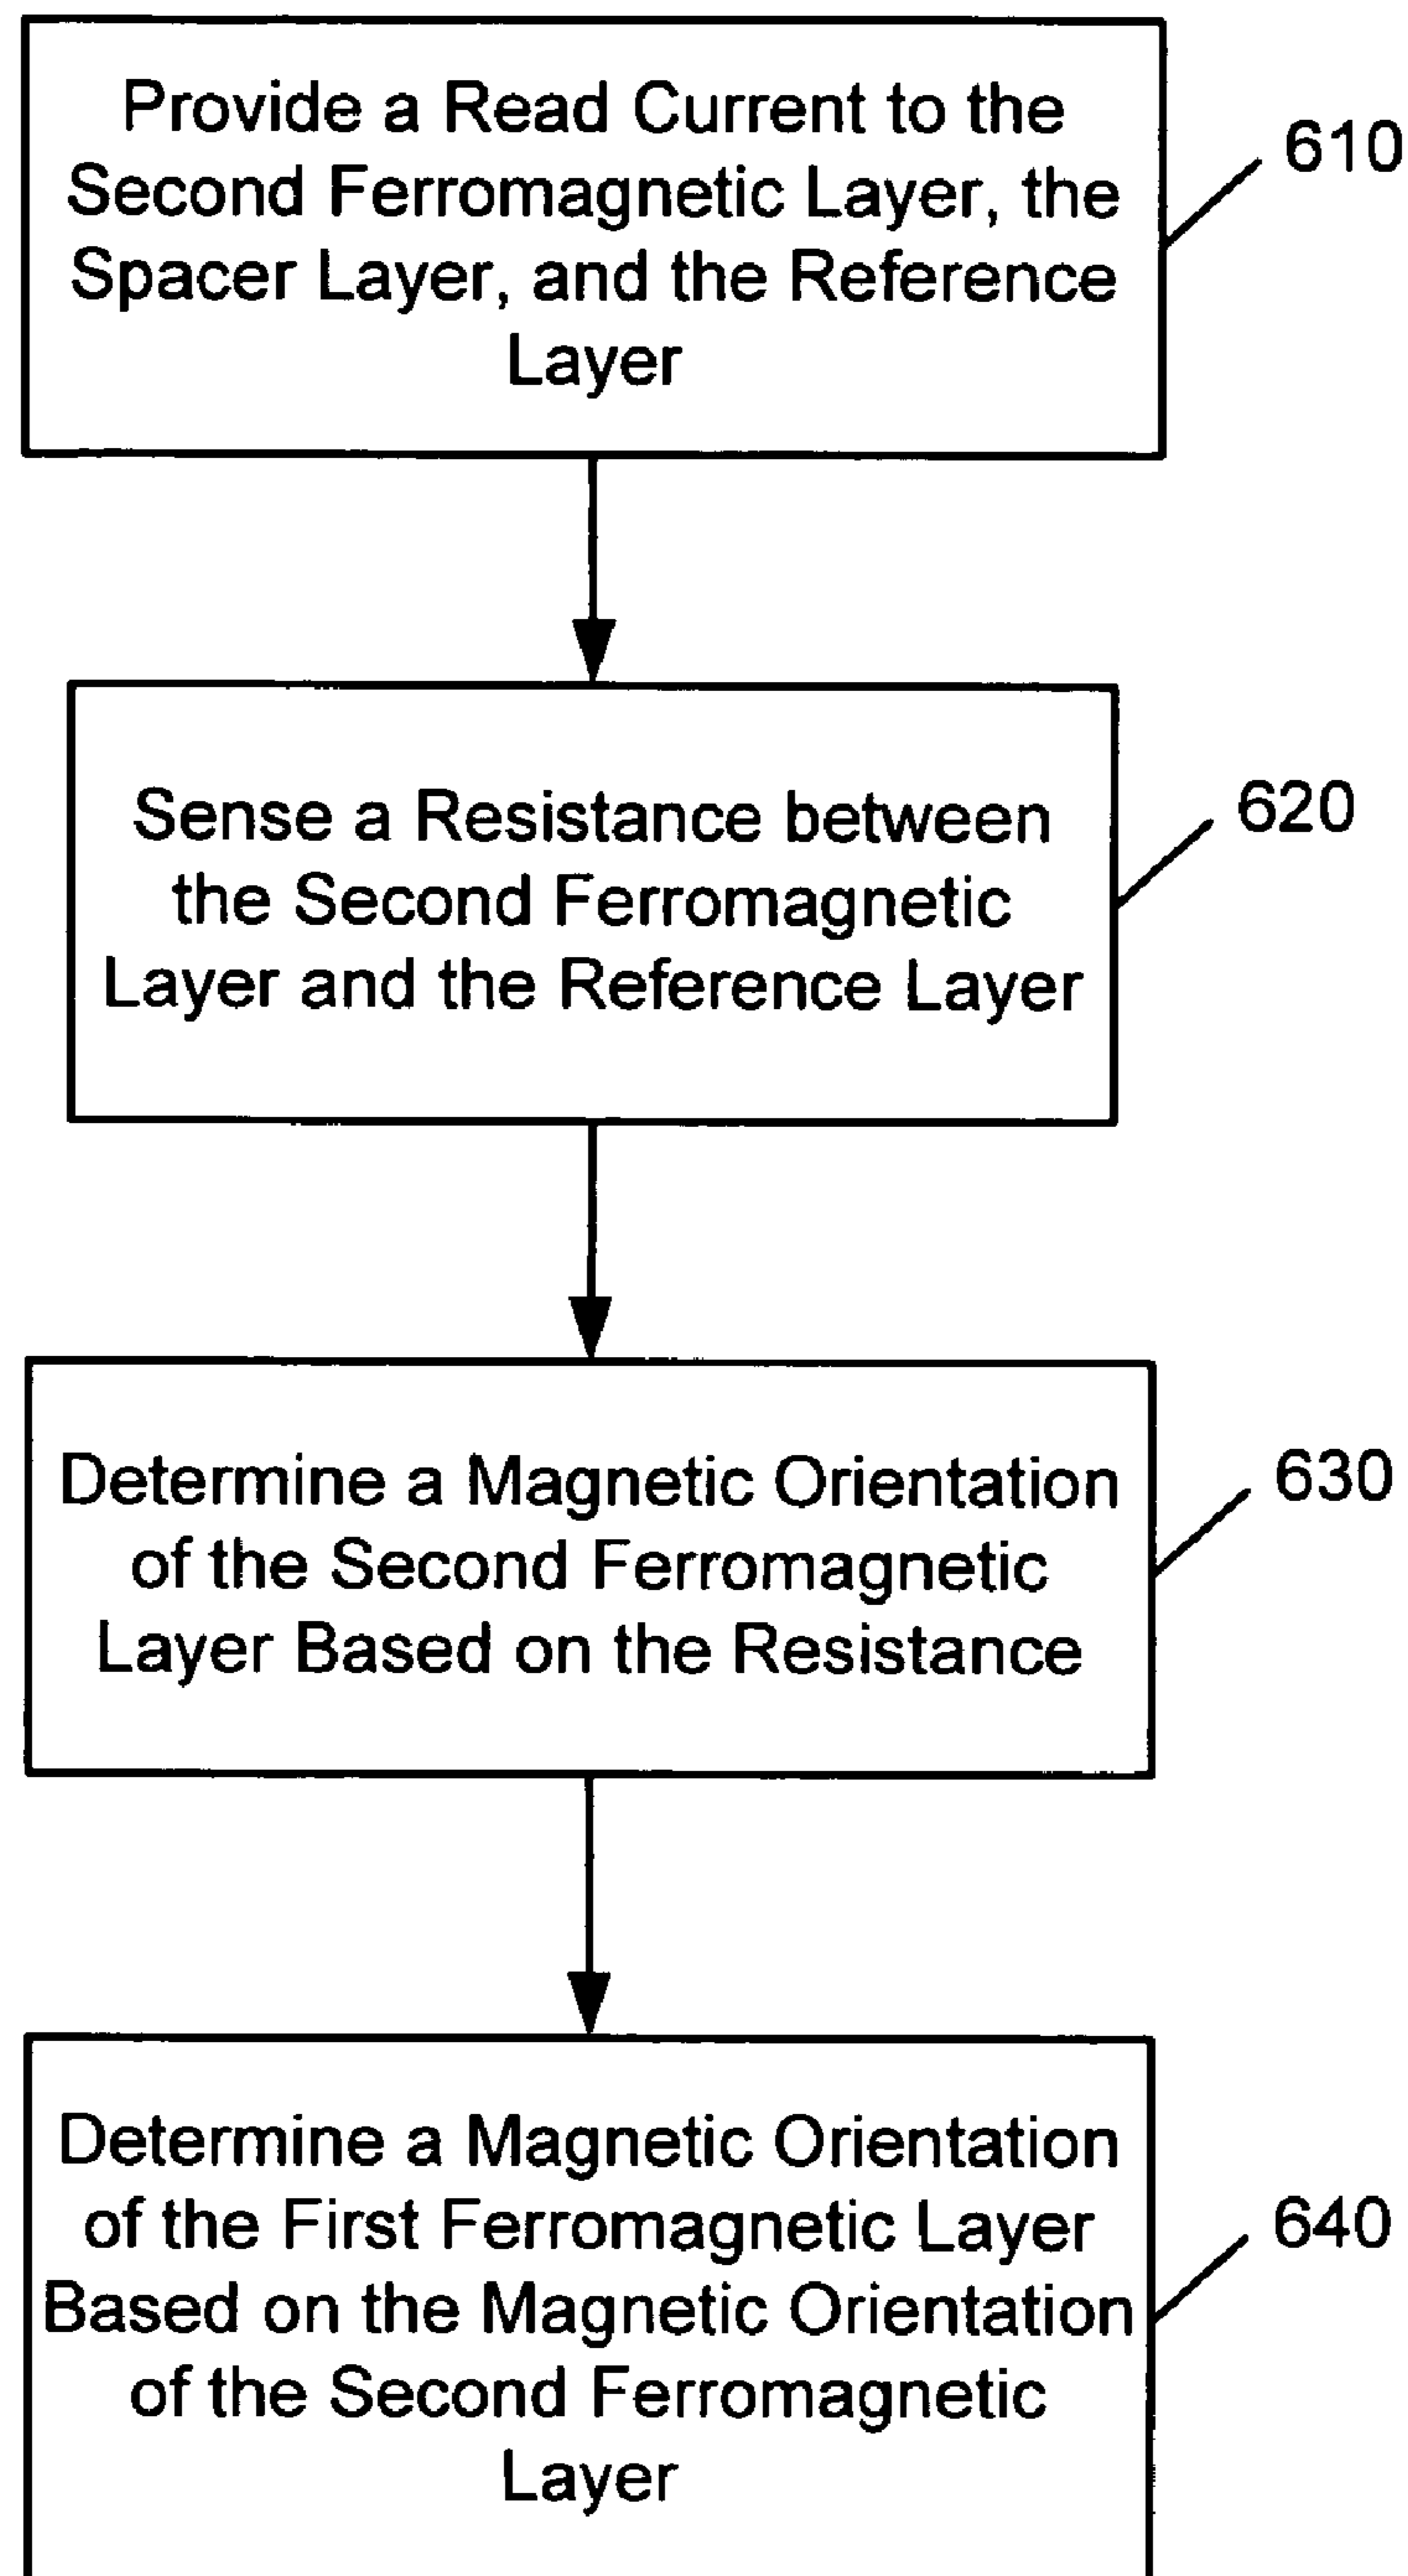 Provide a Read Current to the
Second Ferromagnetic Layer, the
Spacer Layer, and the Reference
Layer
610
Sense a Resistance between
the Second Ferromagnetic
Layer and the Reference Layer
620
Determine a Magnetic Orientation
of the Second Ferromagnetic
Layer Based on the Resistance
630
Determine a Magnetic Orientation
of the First Ferromagnetic Layer
Based on the Magnetic Orientation
of the Second Ferromagnetic
Layer
640